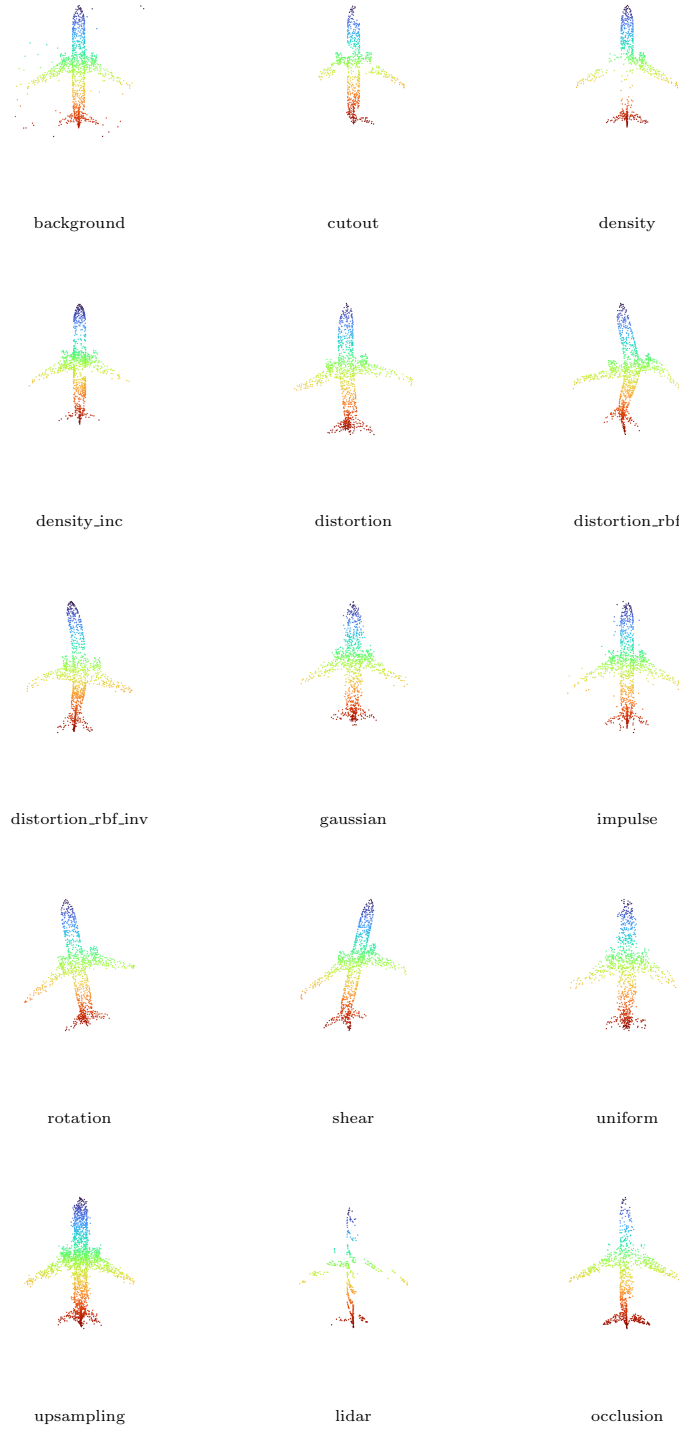 background cutout density
density_inc distortion distortion_rbf
distortion_rbf_inv gaussian impulse
rotation shear uniform
upsampling lidar occlusion